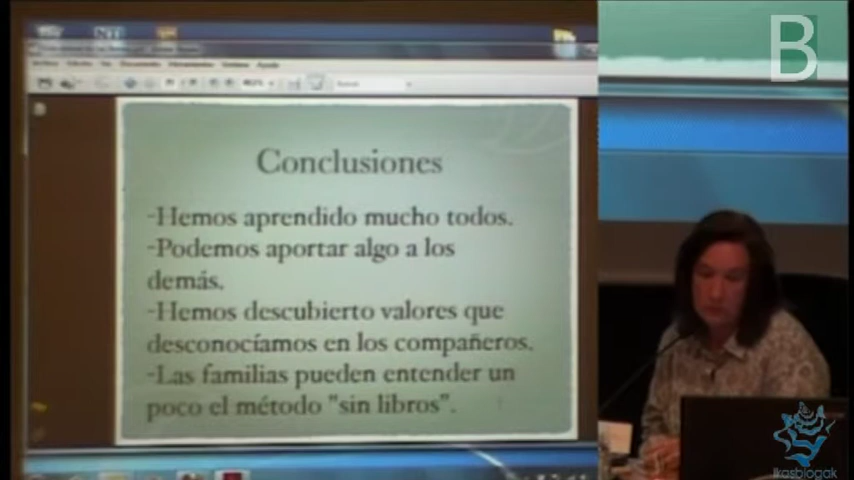 B
Conclusiones
-Hemos aprendido mucho todos.
-Podemos aportar algo a los
demás.
-Hemos descubierto valores que
desconocíamos en los compañeros.
-Las familias pueden entender un
poco el método "sin libros".
Ikasblogak